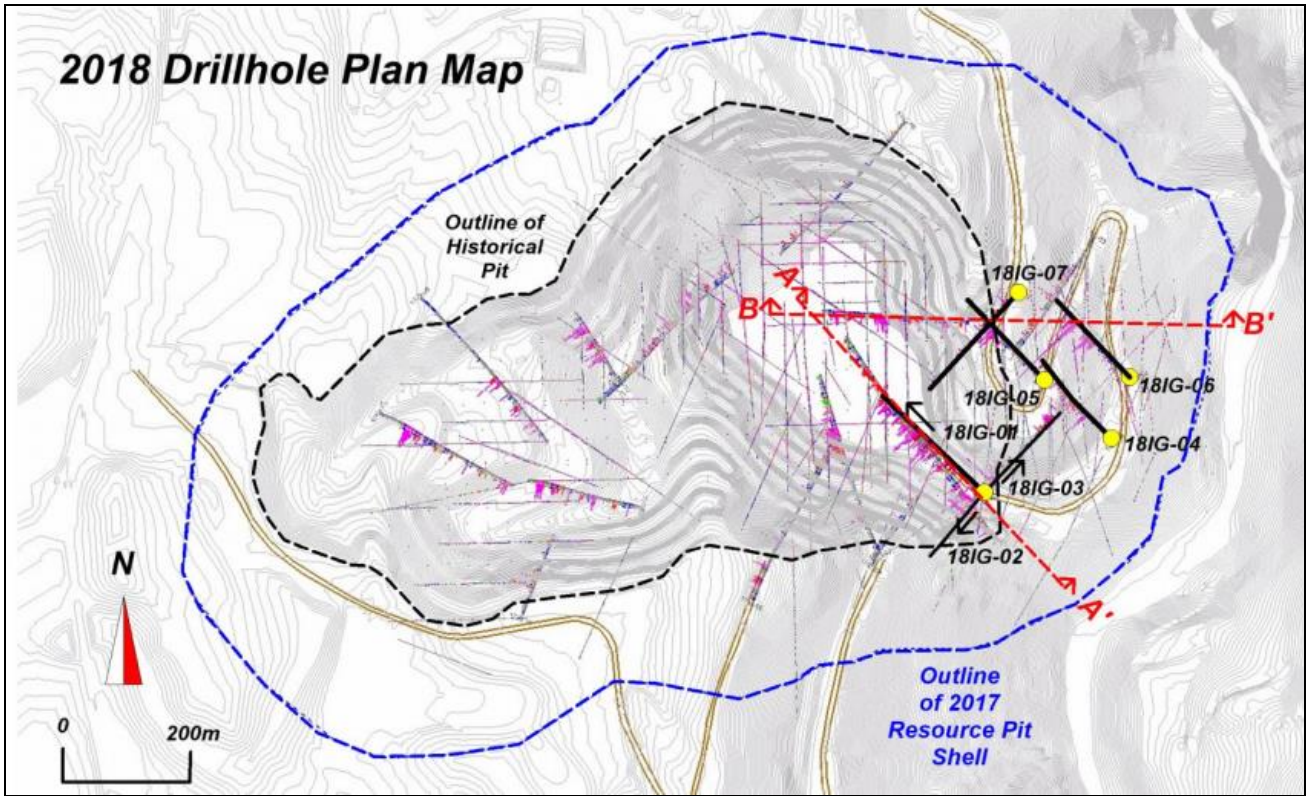 2018 Drillhole Plan Map
Outline of
Historical
Pit
A
B
B'
18IG-07
18IG-05
18IG-06
18IG-01
18IG-04
18IG-03
18IG-02
A'
N
0
200m
Outline
of 2017
Resource Pit
Shell